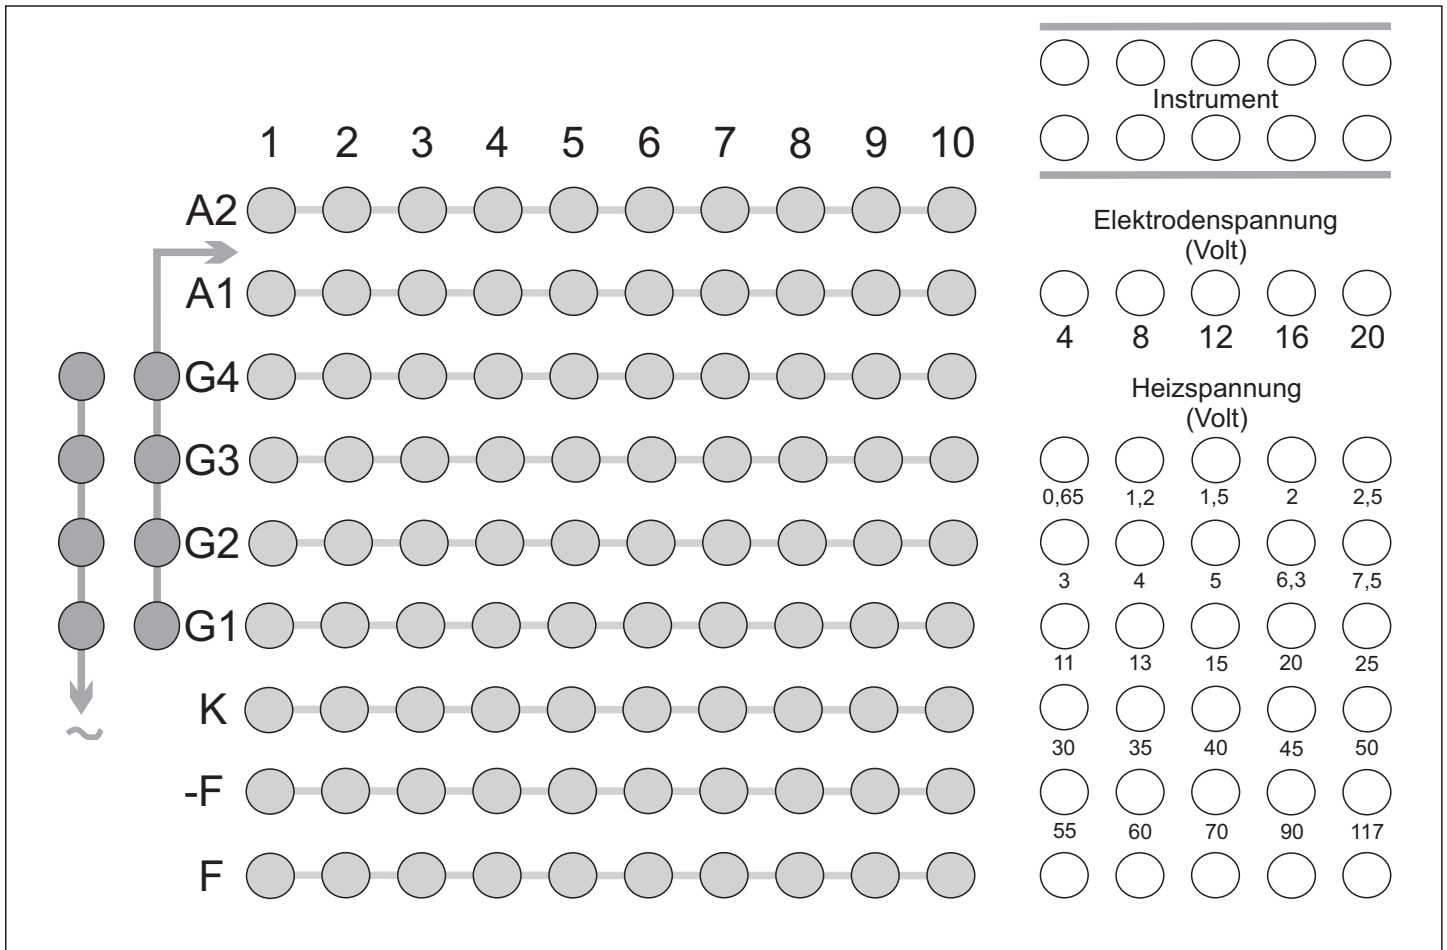 Instrument
1 2 3 4 5 6 7 8 9 10
A2
Elektrodenspannung
(Volt)
A1
4 8 12 16 20
G4
Heizspannung
(Volt)
G3
0,65 1,2 1,5 2 2,5
G2
3 4 5 6,3 7,5
G1
11 13 15 20 25
K
30 35 40 45 50
-F
55 60 70 90 117
F
~